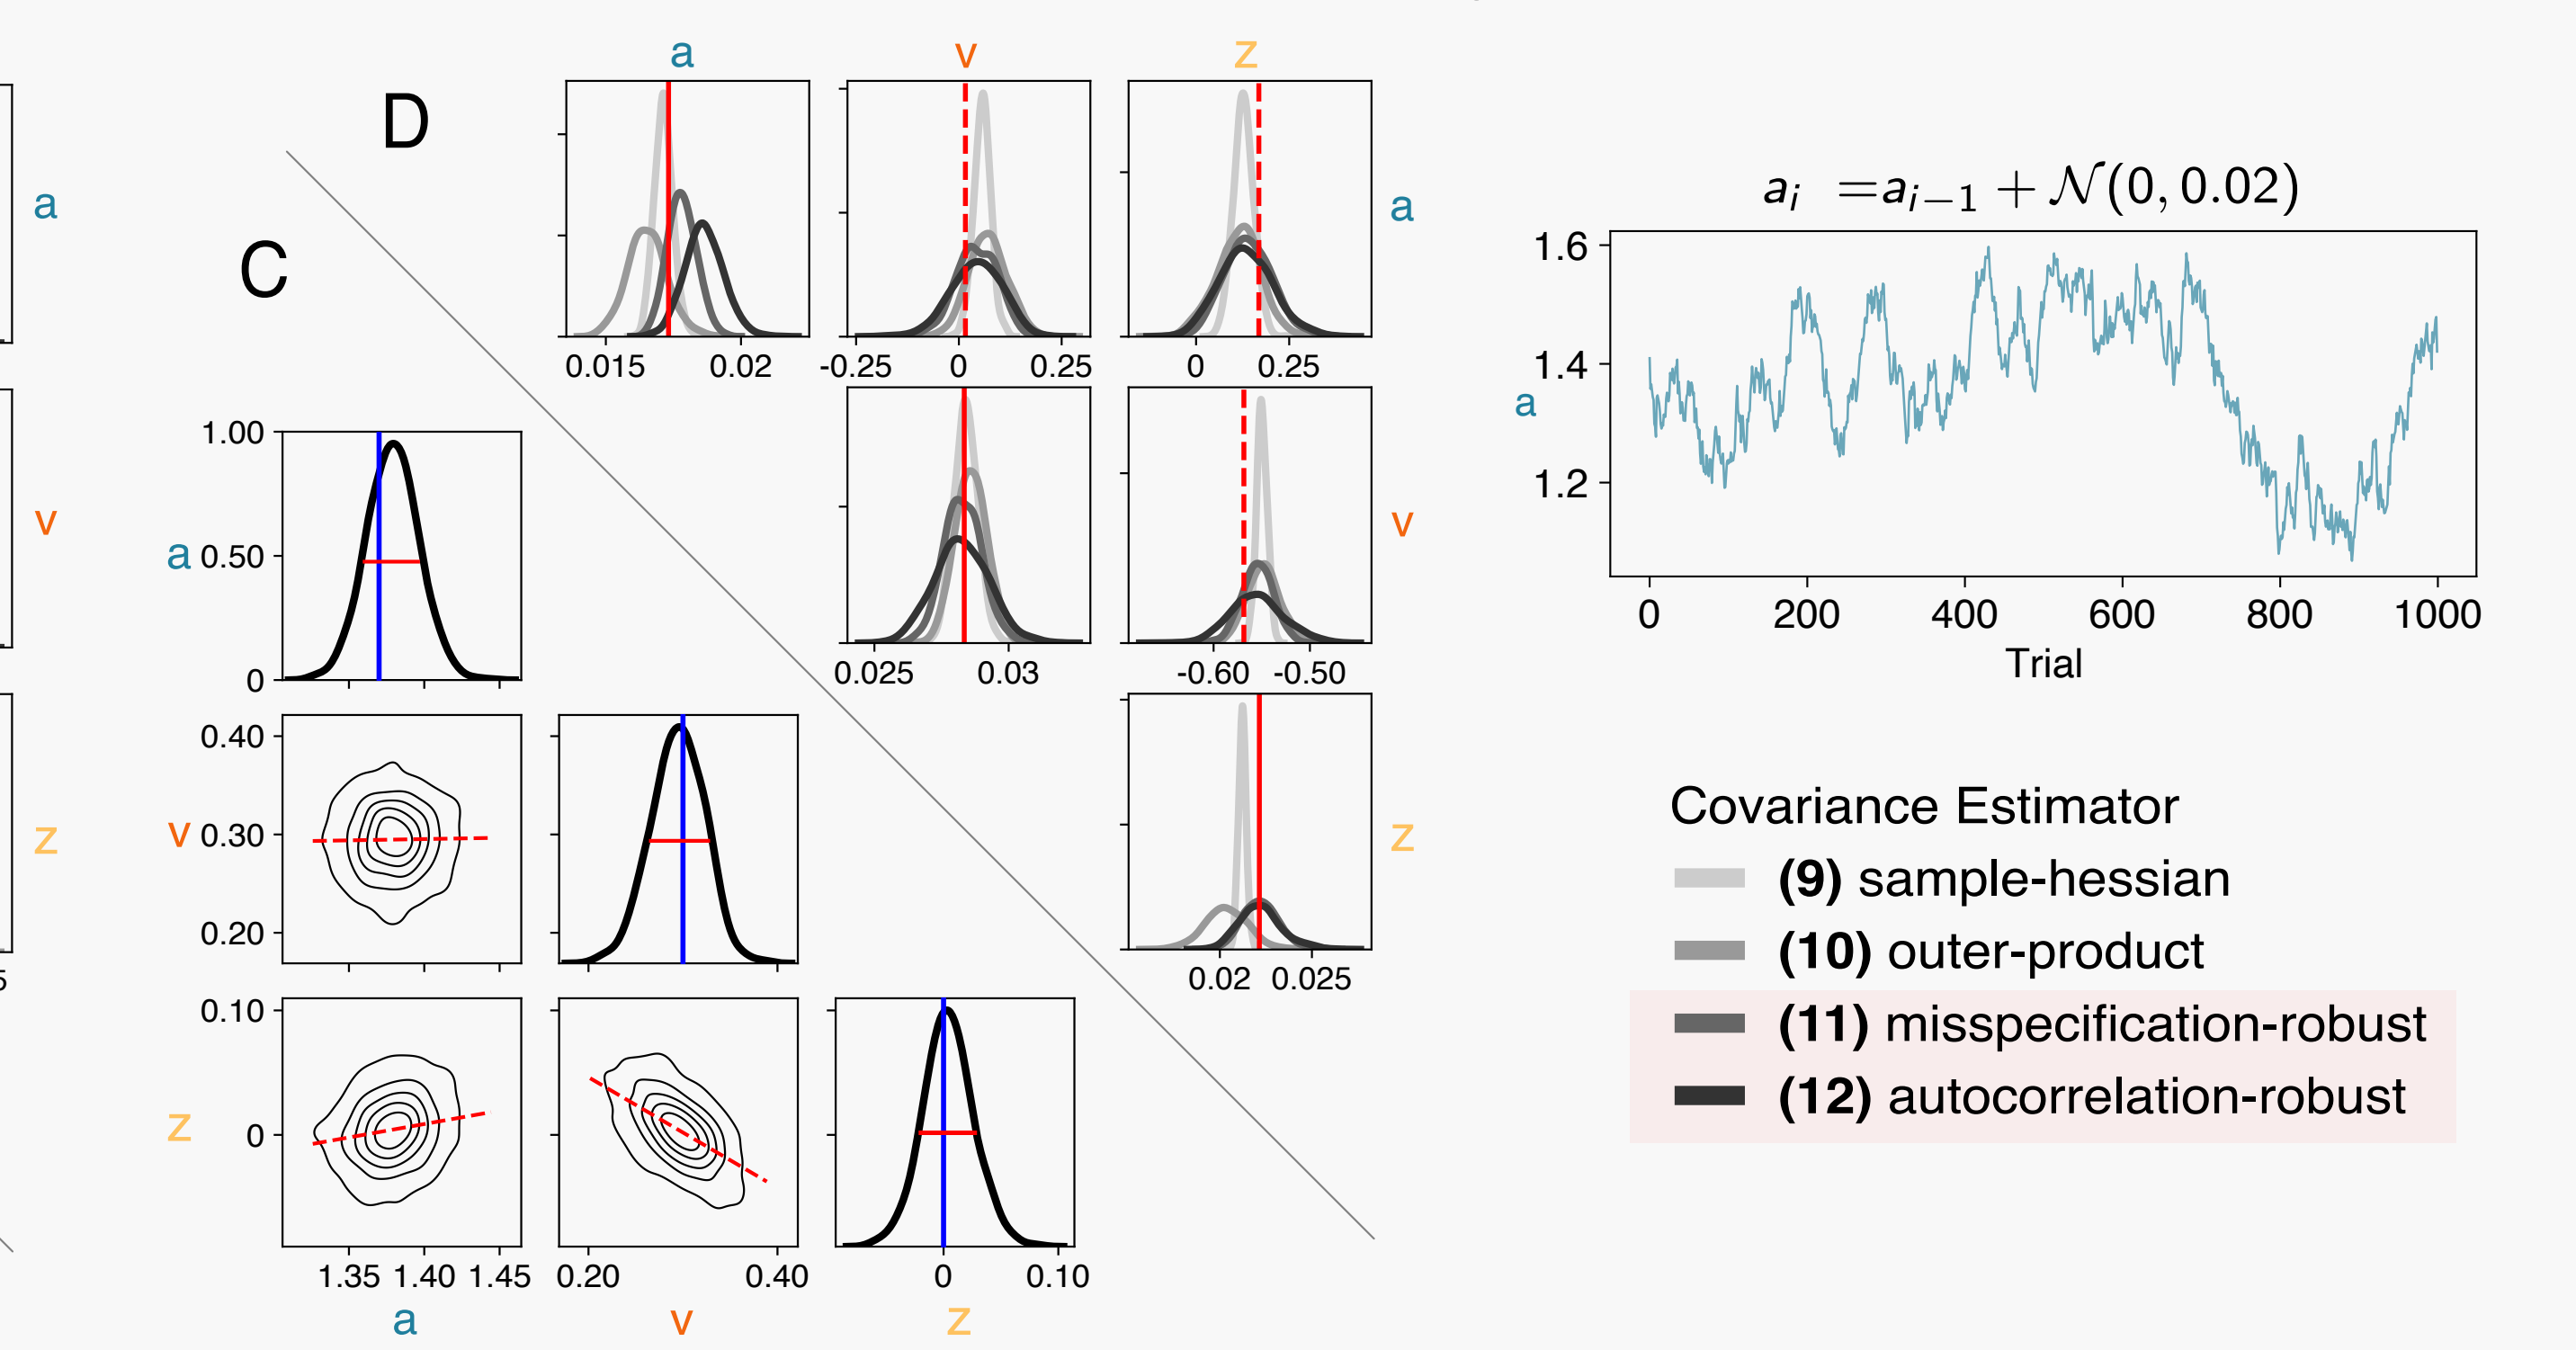 a
v
z
5
D
a
v
z
a
0.015
0.02
-0.25
0
0.25
0
0.25
v
0.025
0.03
-0.60
-0.50
z
0.02
0.025
C
1.00
a
0.50
0
0.40
v
0.30
0.20
0.10
z
0
1.35
1.40
1.45
0.20
0.40
0
0.10
a
v
z
a_i = a_{i−1} + 𝒩(0, 0.02)
1.6
1.4
a
1.2
0
200
400
600
800
1000
Trial
Covariance Estimator
(9) sample-hessian
(10) outer-product
(11) misspecification-robust
(12) autocorrelation-robust